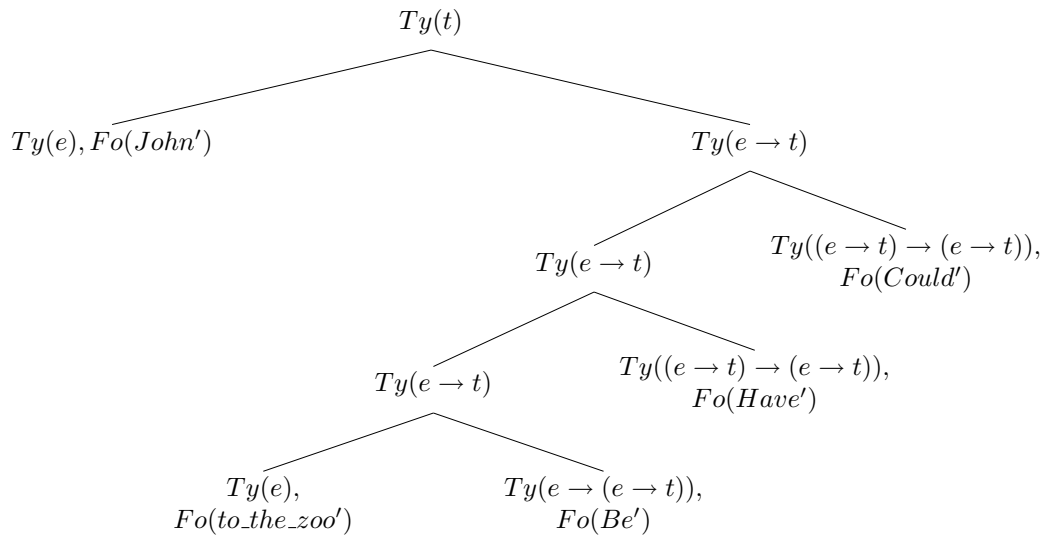 Ty(t)
Ty(e), Fo(John′)
Ty(e → t)
Ty(e → t)
Ty((e → t) → (e → t)),
Fo(Could′)
Ty(e → t)
Ty((e → t) → (e → t)),
Fo(Have′)
Ty(e),
Fo(to_the_zoo′)
Ty(e → (e → t)),
Fo(Be′)